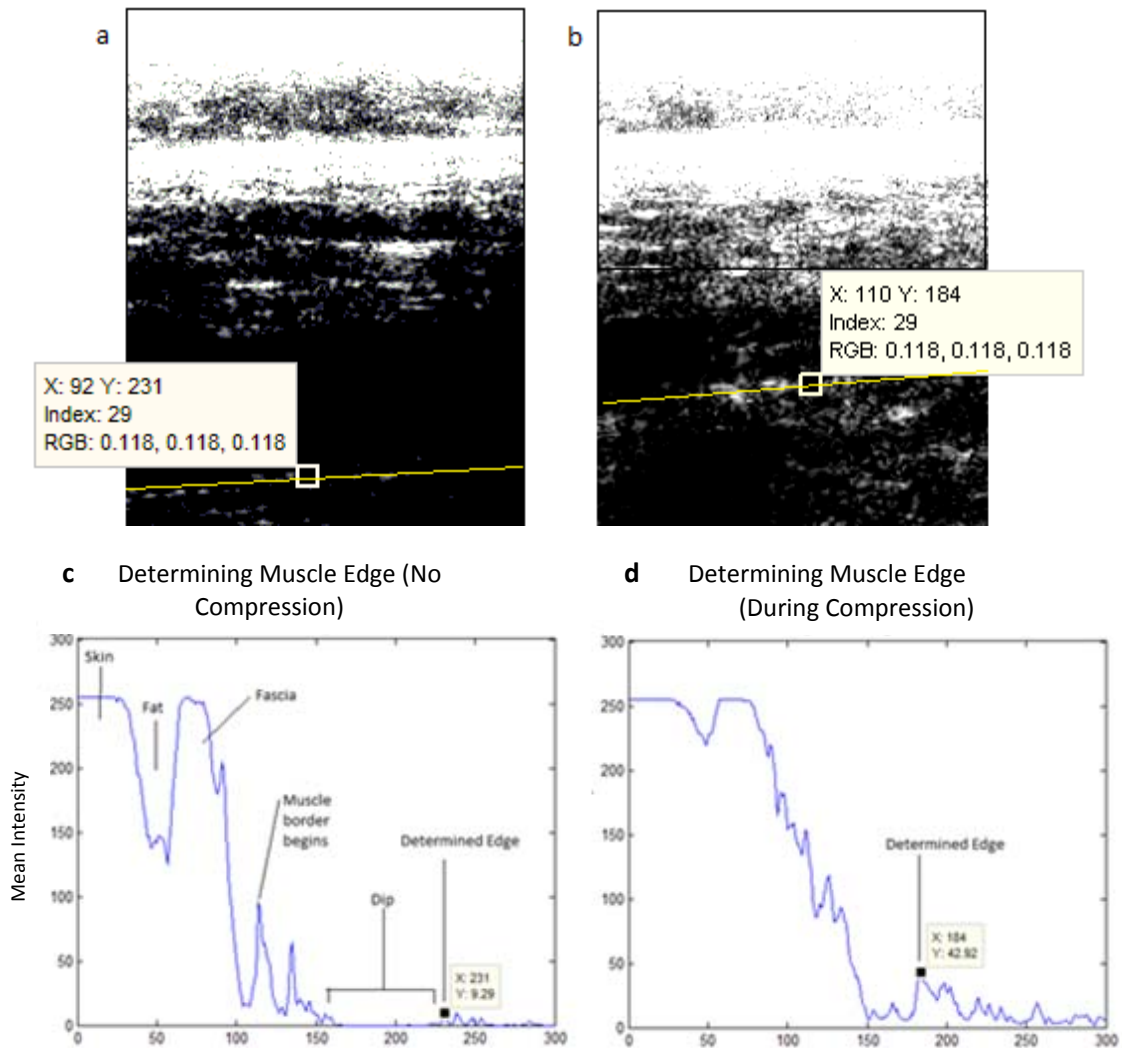 a
b
X: 92 Y: 231
Index: 29
RGB: 0.118, 0.118, 0.118
X: 110 Y: 184
Index: 29
RGB: 0.118, 0.118, 0.118
c Determining Muscle Edge (No
Compression)
d Determining Muscle Edge
(During Compression)
Mean Intensity
300
250
200
150
100
50
0
Skin
Fat
Fascia
Muscle
border
begins
Dip
Determined Edge
X: 231
Y: 9.29
0 50 100 150 200 250 300
300
250
200
150
100
50
0
Determined Edge
X: 184
Y: 42.92
0 50 100 150 200 250 300